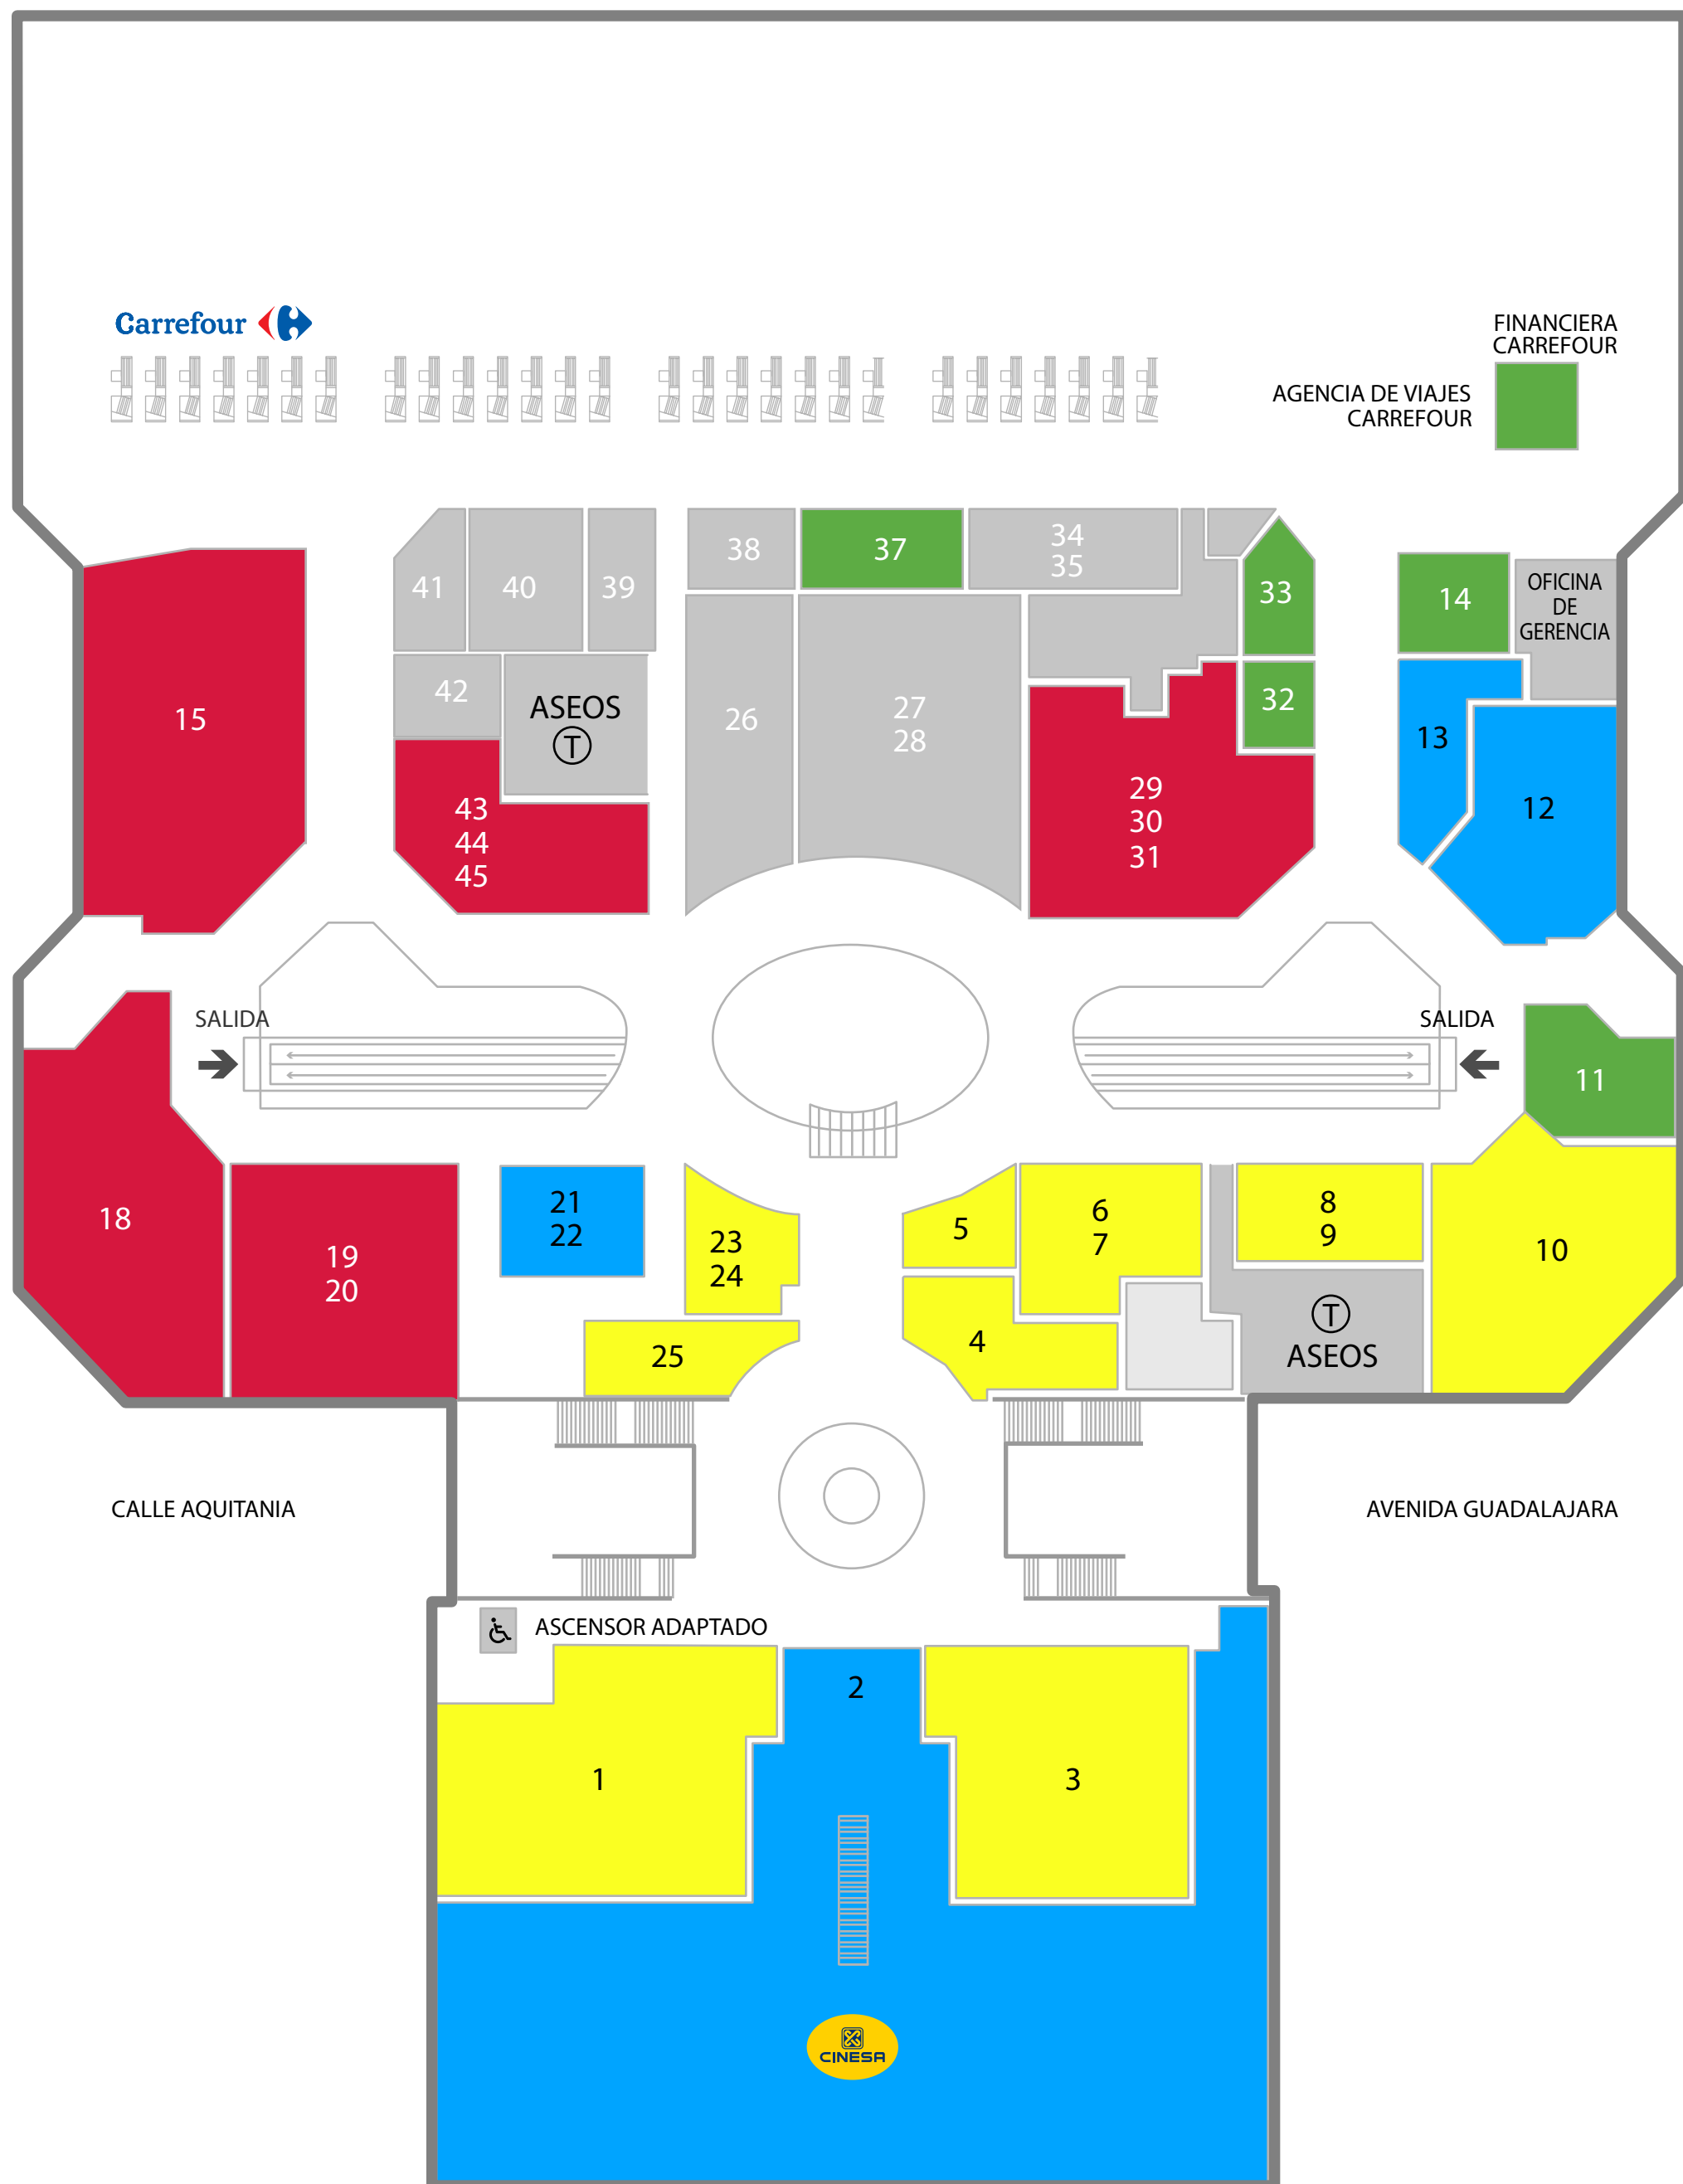 Carrefour
FINANCIERA
CARREFOUR
AGENCIA DE VIAJES
CARREFOUR
41
40
39
38
37
34
35
33
14
OFICINA
DE
GERENCIA
15
42
ASEOS
T
26
27
28
32
13
12
43
44
45
29
30
31
SALIDA
SALIDA
11
18
19
20
21
22
23
24
5
6
7
8
9
10
25
4
T
ASEOS
CALLE AQUITANIA
AVENIDA GUADALAJARA
ASCENSOR ADAPTADO
1
2
3
CINESA